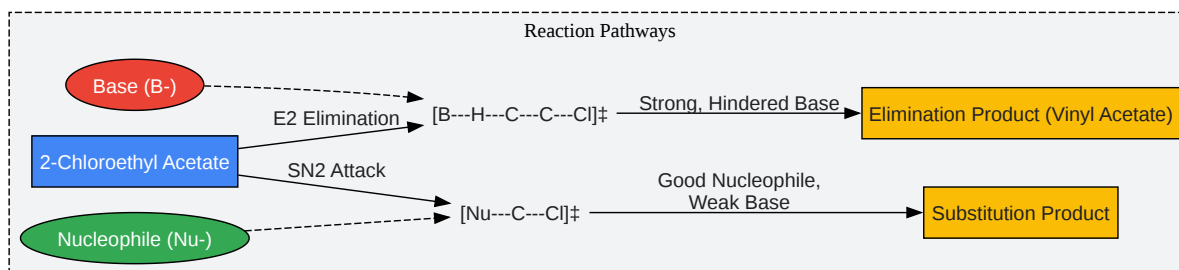 Reaction Pathways
Base (B-)
E2 Elimination
[B---H---C---C---Cl]‡
Strong, Hindered Base
Elimination Product (Vinyl Acetate)
2-Chloroethyl Acetate
SN2 Attack
Good Nucleophile,
Weak Base
[Nu---C---Cl]‡
Substitution Product
Nucleophile (Nu-)